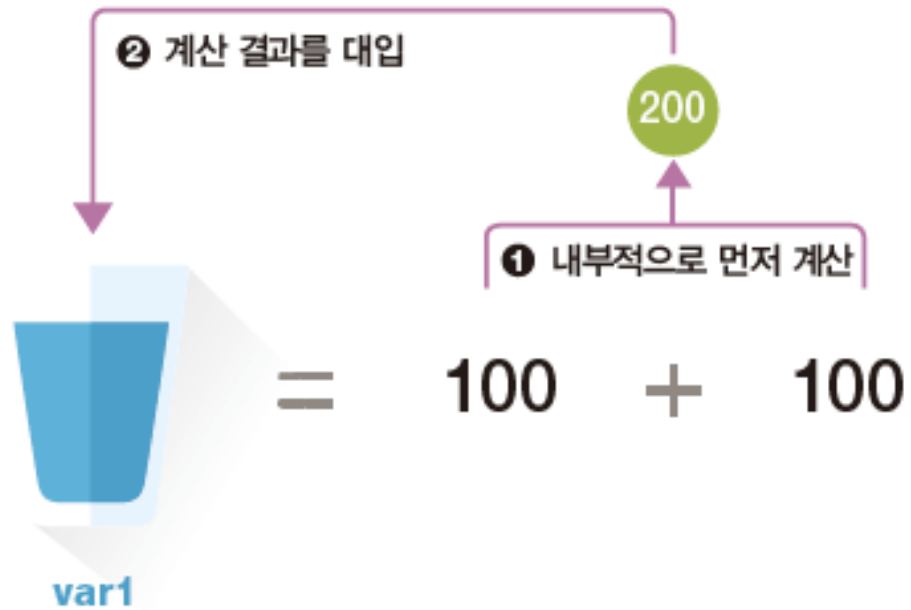 ❷ 계산 결과를 대입
200
❶ 내부적으로 먼저 계산
= 100 + 100
var1